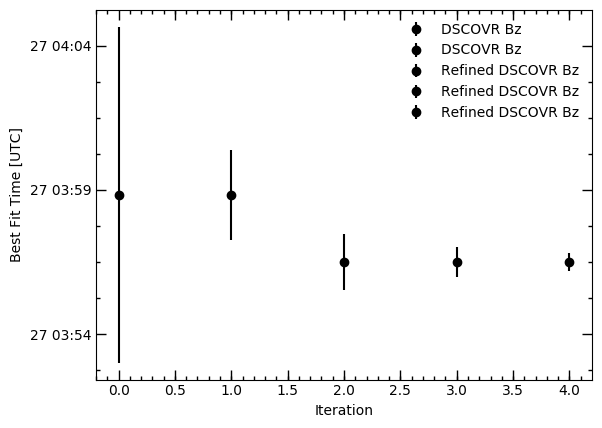 DSCOVR Bz
DSCOVR Bz
Refined DSCOVR Bz
Refined DSCOVR Bz
Refined DSCOVR Bz
27 04:04
27 03:59
27 03:54
Best Fit Time [UTC]
0.0 0.5 1.0 1.5 2.0 2.5 3.0 3.5 4.0
Iteration